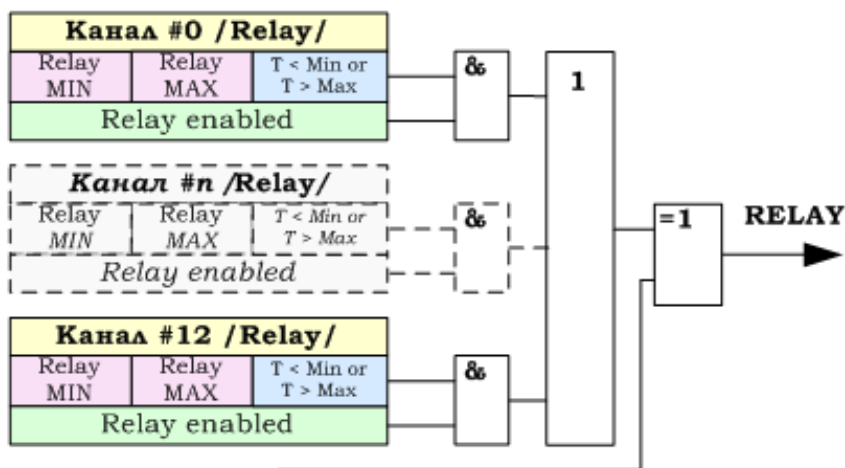 Канал #0 /Relay/
Relay MIN
Relay MAX
T < Min or
T > Max
&
1
Relay enabled
Канал #n /Relay/
Relay MIN
Relay MAX
T < Min or
T > Max
&
Relay enabled
=1
RELAY
Канал #12 /Relay/
Relay MIN
Relay MAX
T < Min or
T > Max
&
Relay enabled